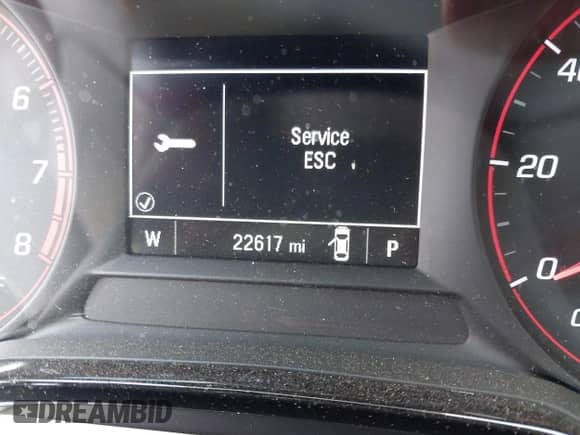 6
7
8
Service
ESC
W 22617 mi P
40
20
0
DREAMBID